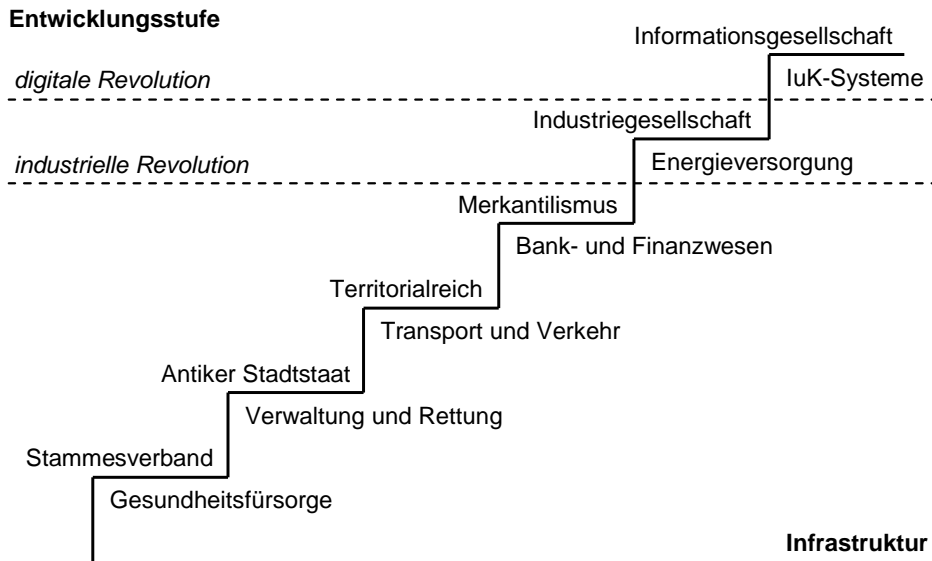 Entwicklungsstufe
Informationsgesellschaft
digitale Revolution
IuK-Systeme
Industriegesellschaft
industrielle Revolution
Energieversorgung
Merkantilismus
Bank- und Finanzwesen
Territorialreich
Transport und Verkehr
Antiker Stadtstaat
Verwaltung und Rettung
Stammesverband
Gesundheitsfürsorge
Infrastruktur